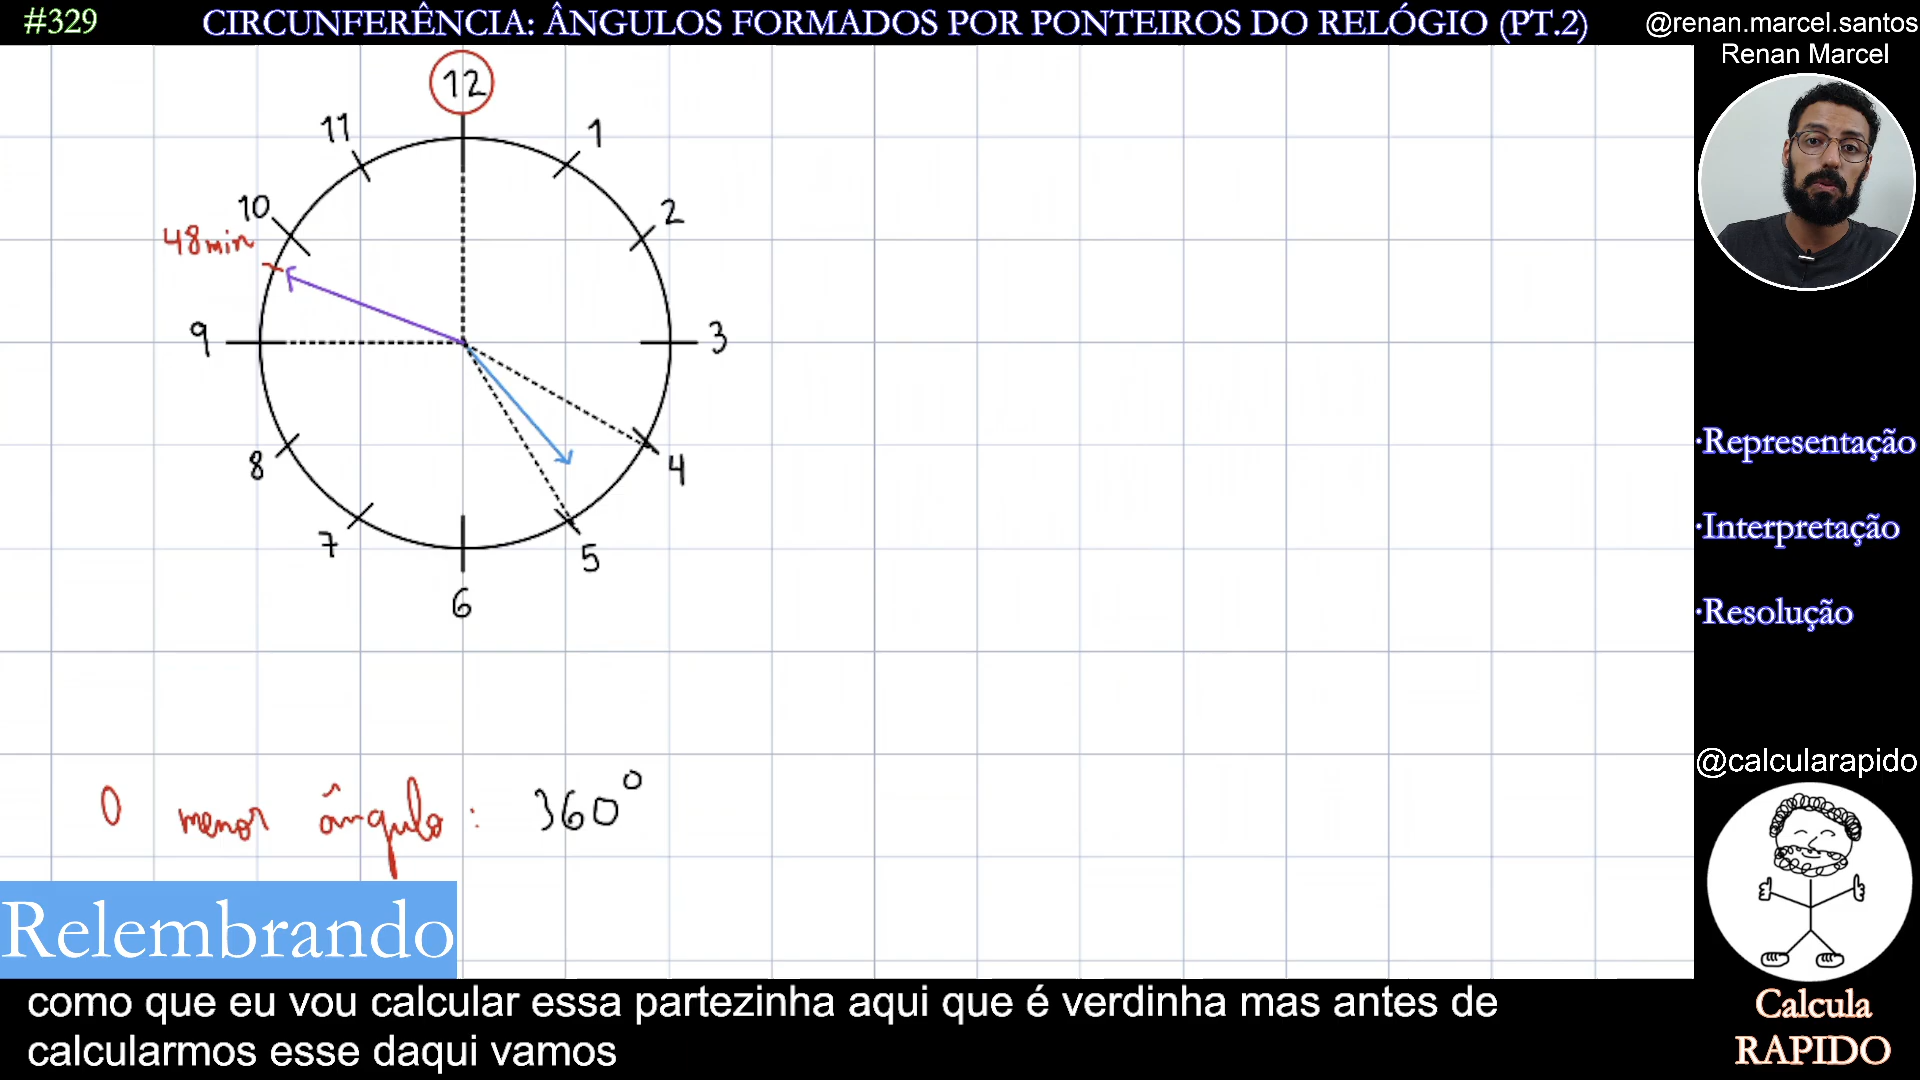 #329
CIRCUNFERÊNCIA: ÂNGULOS FORMADOS POR PONTEIROS DO RELÓGIO (PT.2)
@renan.marcel.santos
Renan Marcel
12
11
1
10
2
48min
9
3
8
4
7
5
6
·Representação
·Interpretação
·Resolução
O menor ângulo: 360°
@calcularapido
Relembrando
como que eu vou calcular essa partezinha aqui que é verdinha mas antes de
calcularmos esse daqui vamos
Calcula
RAPIDO